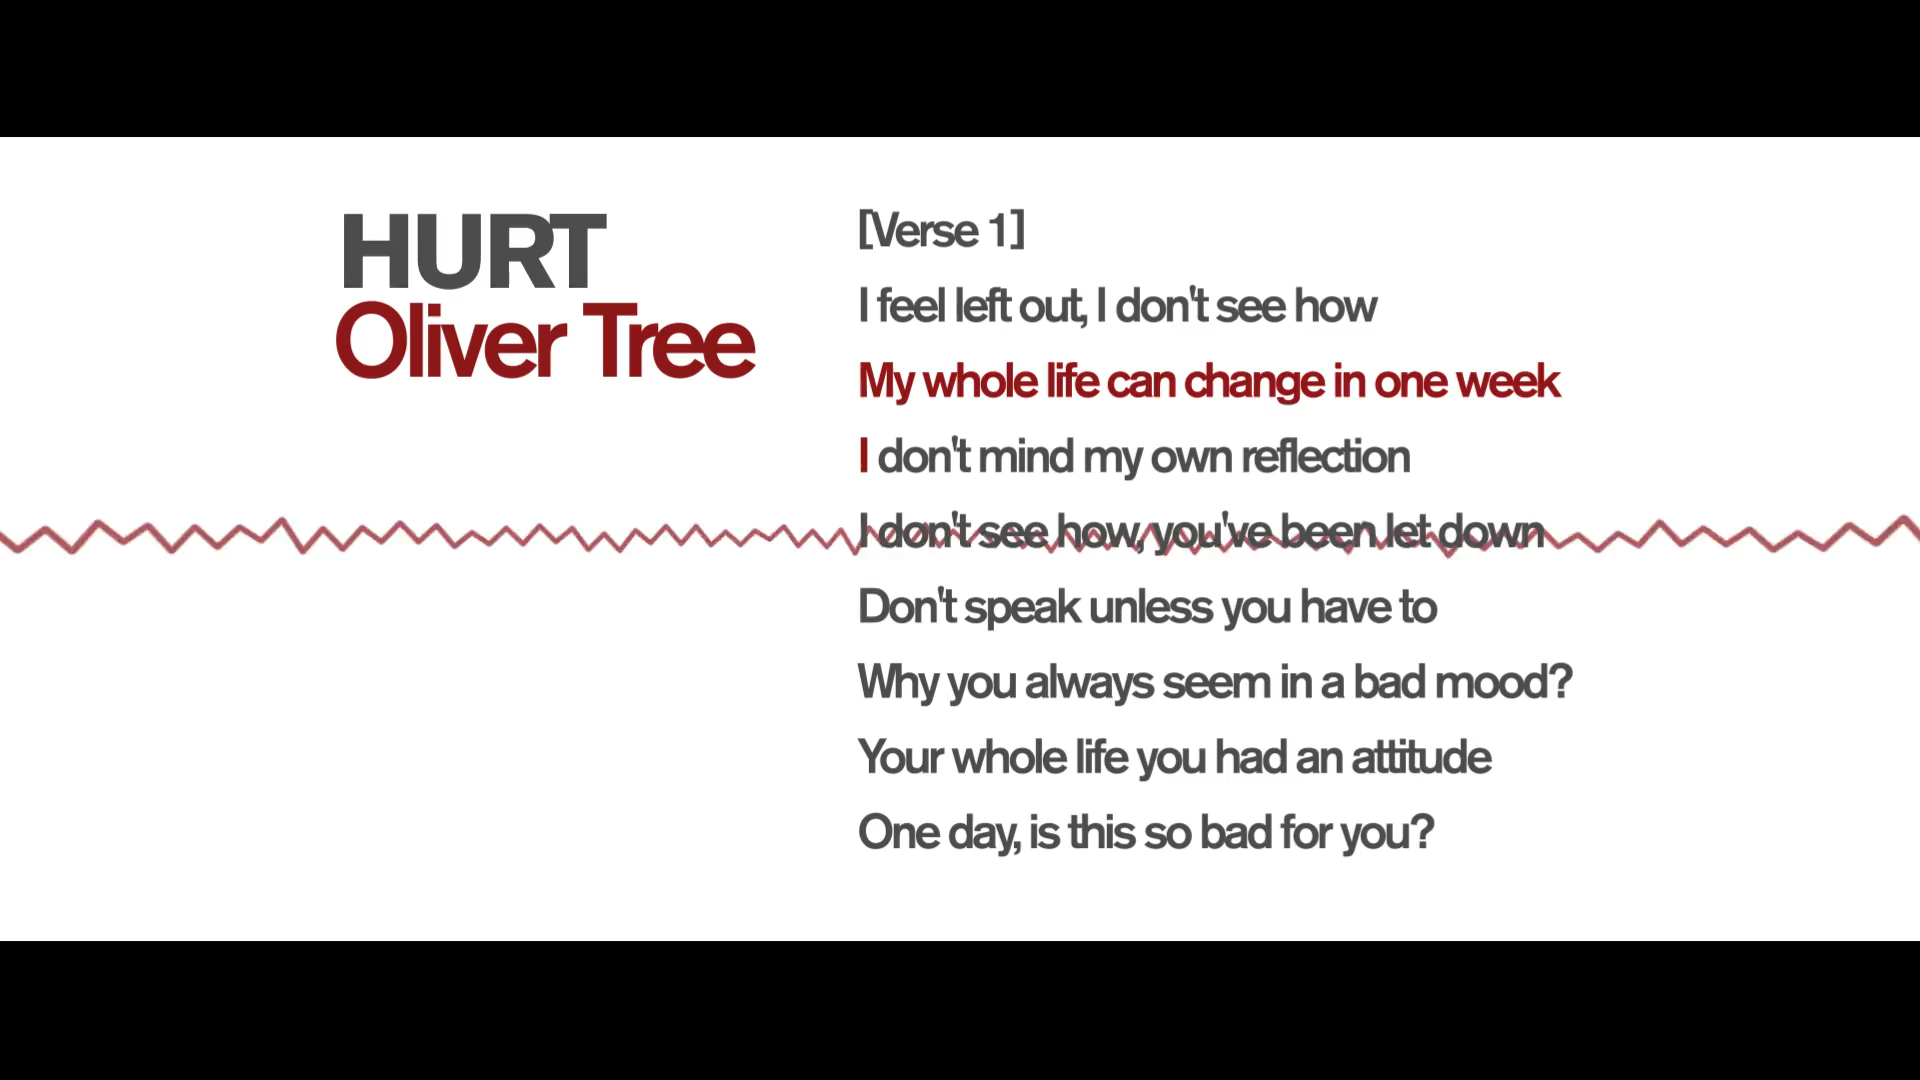 HURT
Oliver Tree
[Verse 1]
I feel left out, I don't see how
My whole life can change in one week
I don't mind my own reflection
I don't see how, you've been let down
Don't speak unless you have to
Why you always seem in a bad mood?
Your whole life you had an attitude
One day, is this so bad for you?